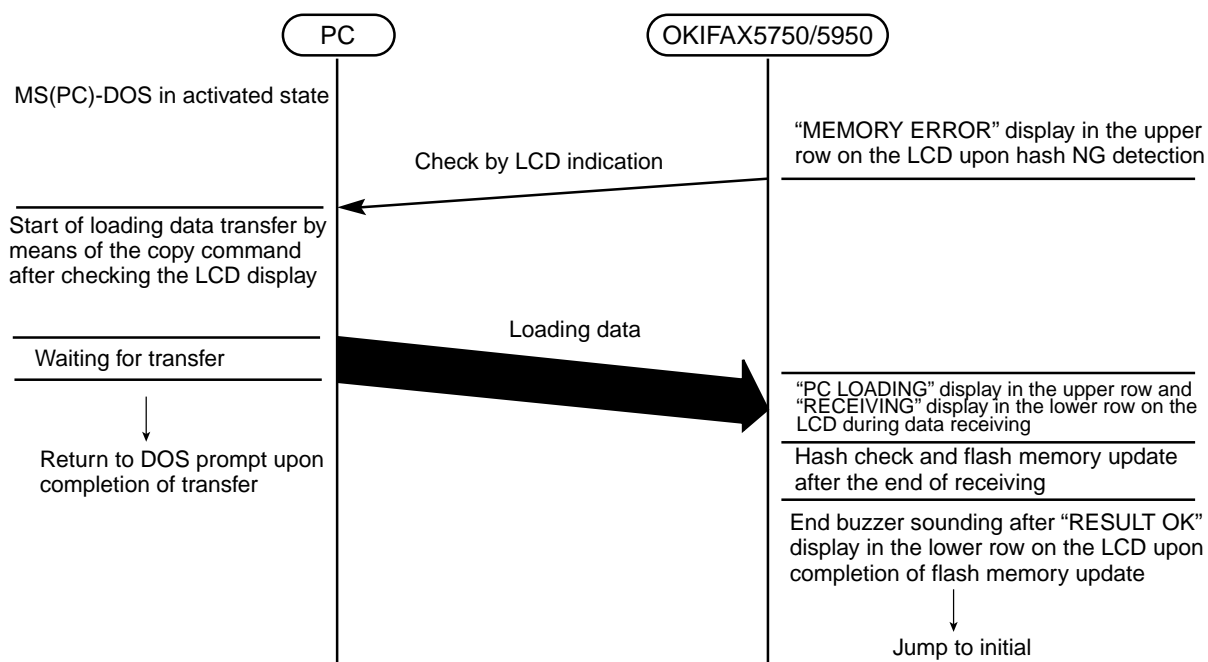 PC
OKIFAX5750/5950
MS(PC)-DOS in activated state
“MEMORY ERROR” display in the upper
row on the LCD upon hash NG detection
Check by LCD indication
Start of loading data transfer by
means of the copy command
after checking the LCD display
Loading data
Waiting for transfer
“PC LOADING” display in the upper row and
“RECEIVING” display in the lower row on the
LCD during data receiving
Return to DOS prompt upon
completion of transfer
Hash check and flash memory update
after the end of receiving
End buzzer sounding after “RESULT OK”
display in the lower row on the LCD upon
completion of flash memory update
Jump to initial